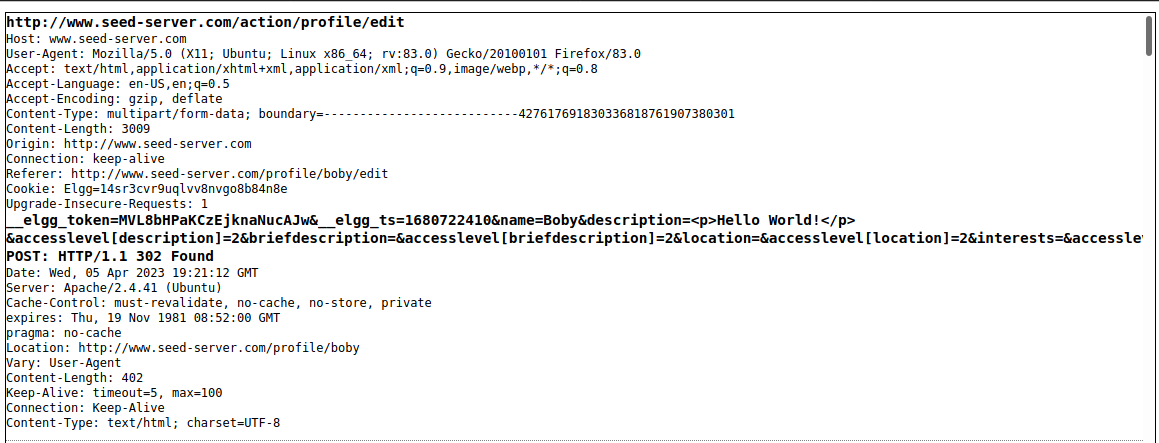 http://www.seed-server.com/action/profile/edit
Host: www.seed-server.com
User-Agent: Mozilla/5.0 (X11; Ubuntu; Linux x86_64; rv:83.0) Gecko/20100101 Firefox/83.0
Accept: text/html,application/xhtml+xml,application/xml;q=0.9,image/webp,*/*;q=0.8
Accept-Language: en-US,en;q=0.5
Accept-Encoding: gzip, deflate
Content-Type: multipart/form-data; boundary=---------------------------427617691830336818761907380301
Content-Length: 3009
Origin: http://www.seed-server.com
Connection: keep-alive
Referer: http://www.seed-server.com/profile/boby/edit
Cookie: Elgg=14sr3cvr9uqlvv8nvgo8b84n8e
Upgrade-Insecure-Requests: 1
__elgg_token=MVL8bHPaKCzEjknaNucAJw&__elgg_ts=1680722410&name=Boby&description=<p>Hello World!</p>
&accesslevel[description]=2&briefdescription=&accesslevel[briefdescription]=2&location=&accesslevel[location]=2&interests=&accessle
POST: HTTP/1.1 302 Found
Date: Wed, 05 Apr 2023 19:21:12 GMT
Server: Apache/2.4.41 (Ubuntu)
Cache-Control: must-revalidate, no-cache, no-store, private
expires: Thu, 19 Nov 1981 08:52:00 GMT
pragma: no-cache
Location: http://www.seed-server.com/profile/boby
Vary: User-Agent
Content-Length: 402
Keep-Alive: timeout=5, max=100
Connection: Keep-Alive
Content-Type: text/html; charset=UTF-8